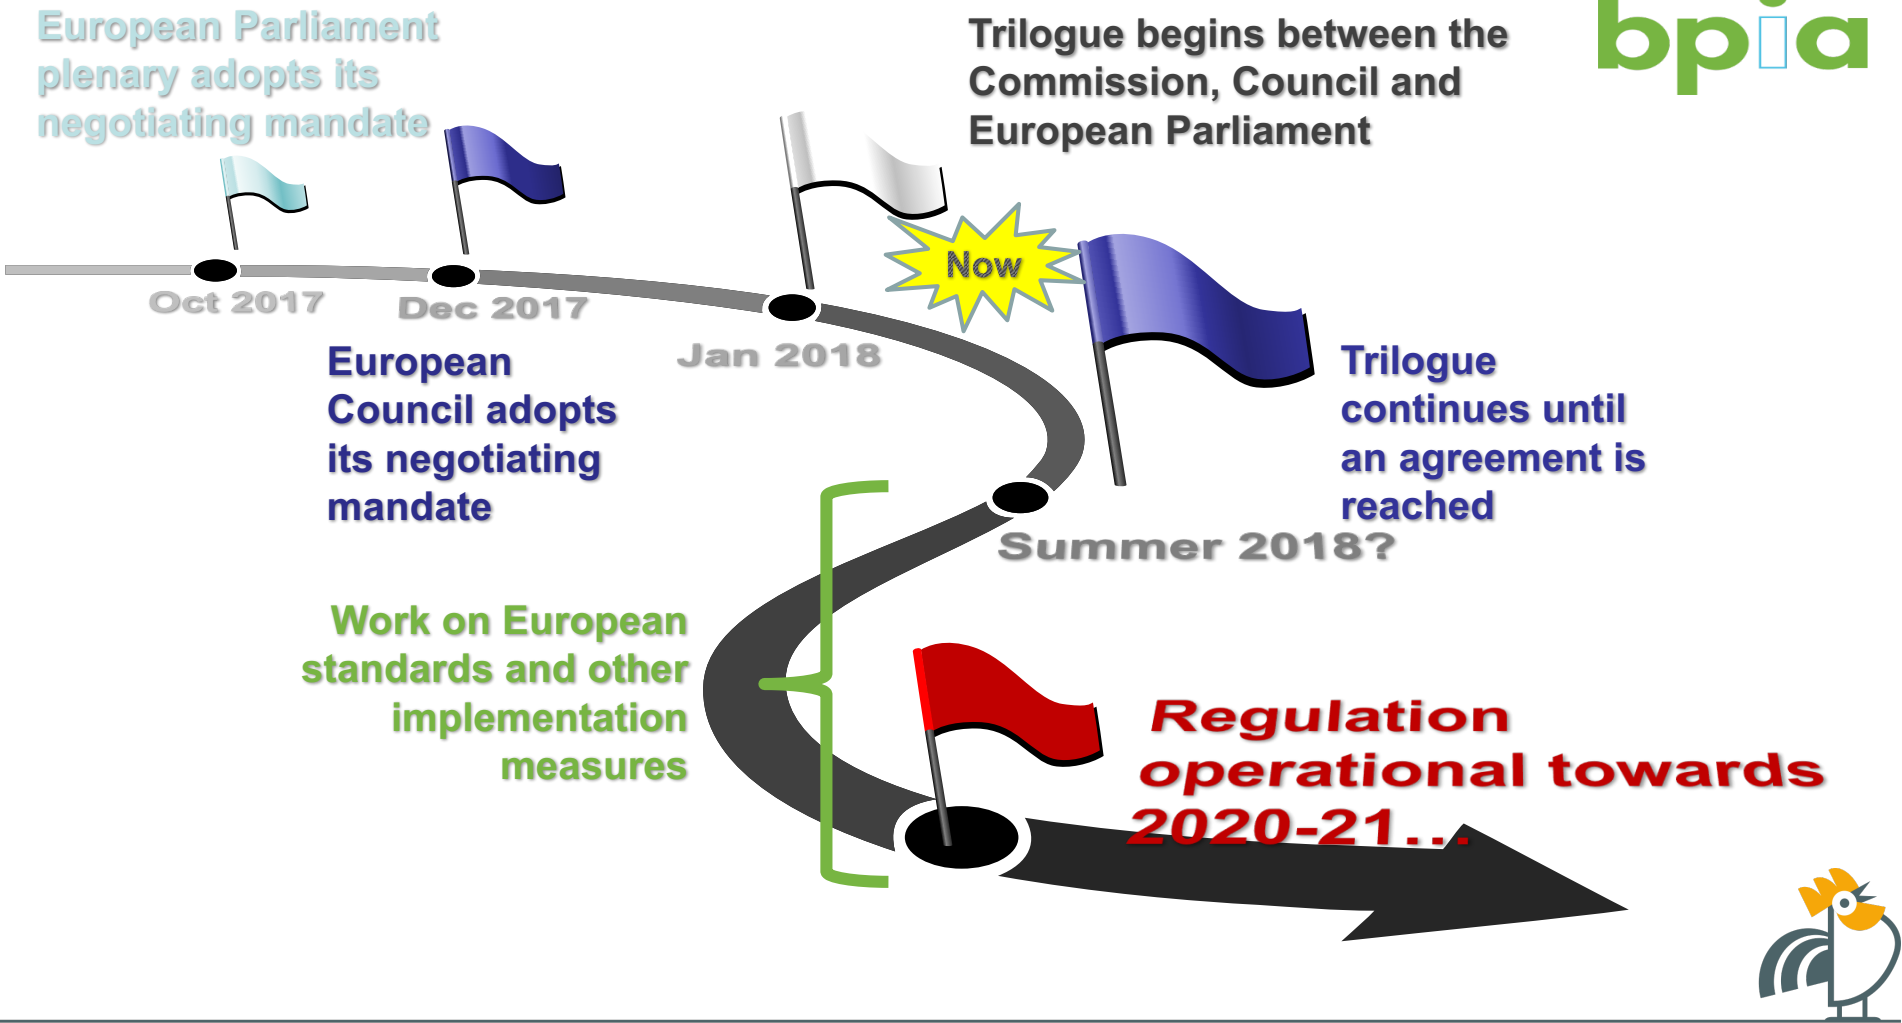 European Parliament
plenary adopts its
negotiating mandate
Trilogue begins between the
Commission, Council and
European Parliament
bpia
Now
Oct 2017
Dec 2017
Jan 2018
European
Council adopts
its negotiating
mandate
Trilogue
continues until
an agreement is
reached
Summer 2018?
Work on European
standards and other
implementation
measures
Regulation
operational towards
2020-21...